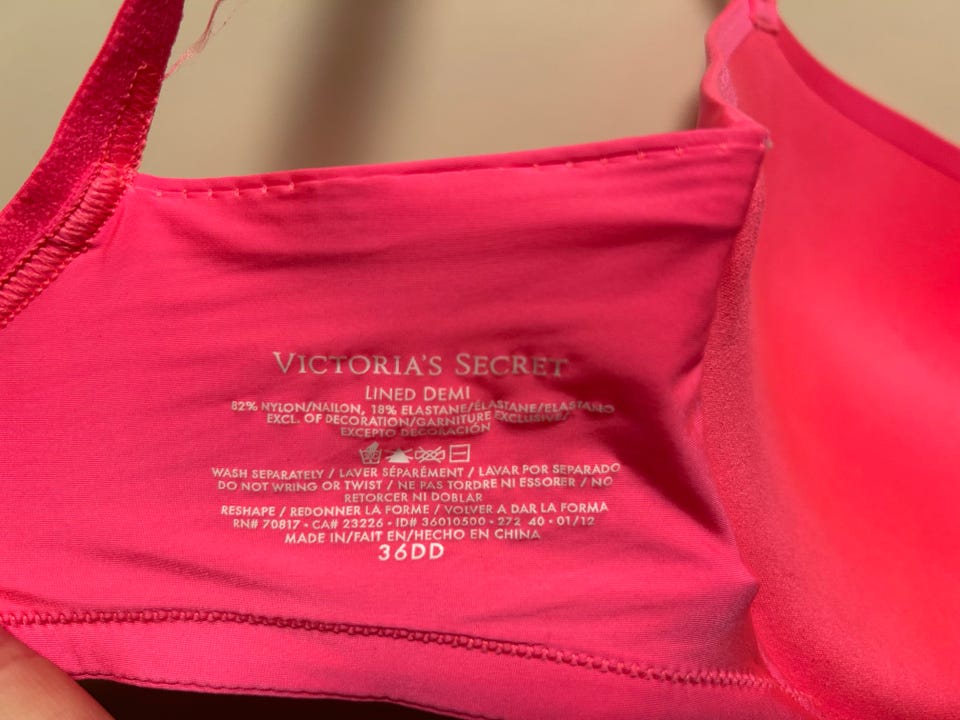 VICTORIA'S SECRET
LINED DEMI
82% NYLON/NAILON, 18% ELASTANE/ÉLASTANE/ELASTANO
EXCL. OF DECORATION/GARNITURE EXCLUSIVE/
EXCEPTO DECORACIÓN
WASH SEPARATELY / LAVER SÉPARÉMENT / LAVAR POR SEPARADO
DO NOT WRING OR TWIST / NE PAS TORDRE NI ESSORER / NO
RETORCER NI DOBLAR
RESHAPE / REDONNER LA FORME / VOLVER A DAR LA FORMA
RN# 70817 - CA# 23226 - ID# 36010500 - 272 40 - 01/12
MADE IN/FAIT EN/HECHO EN CHINA
36DD